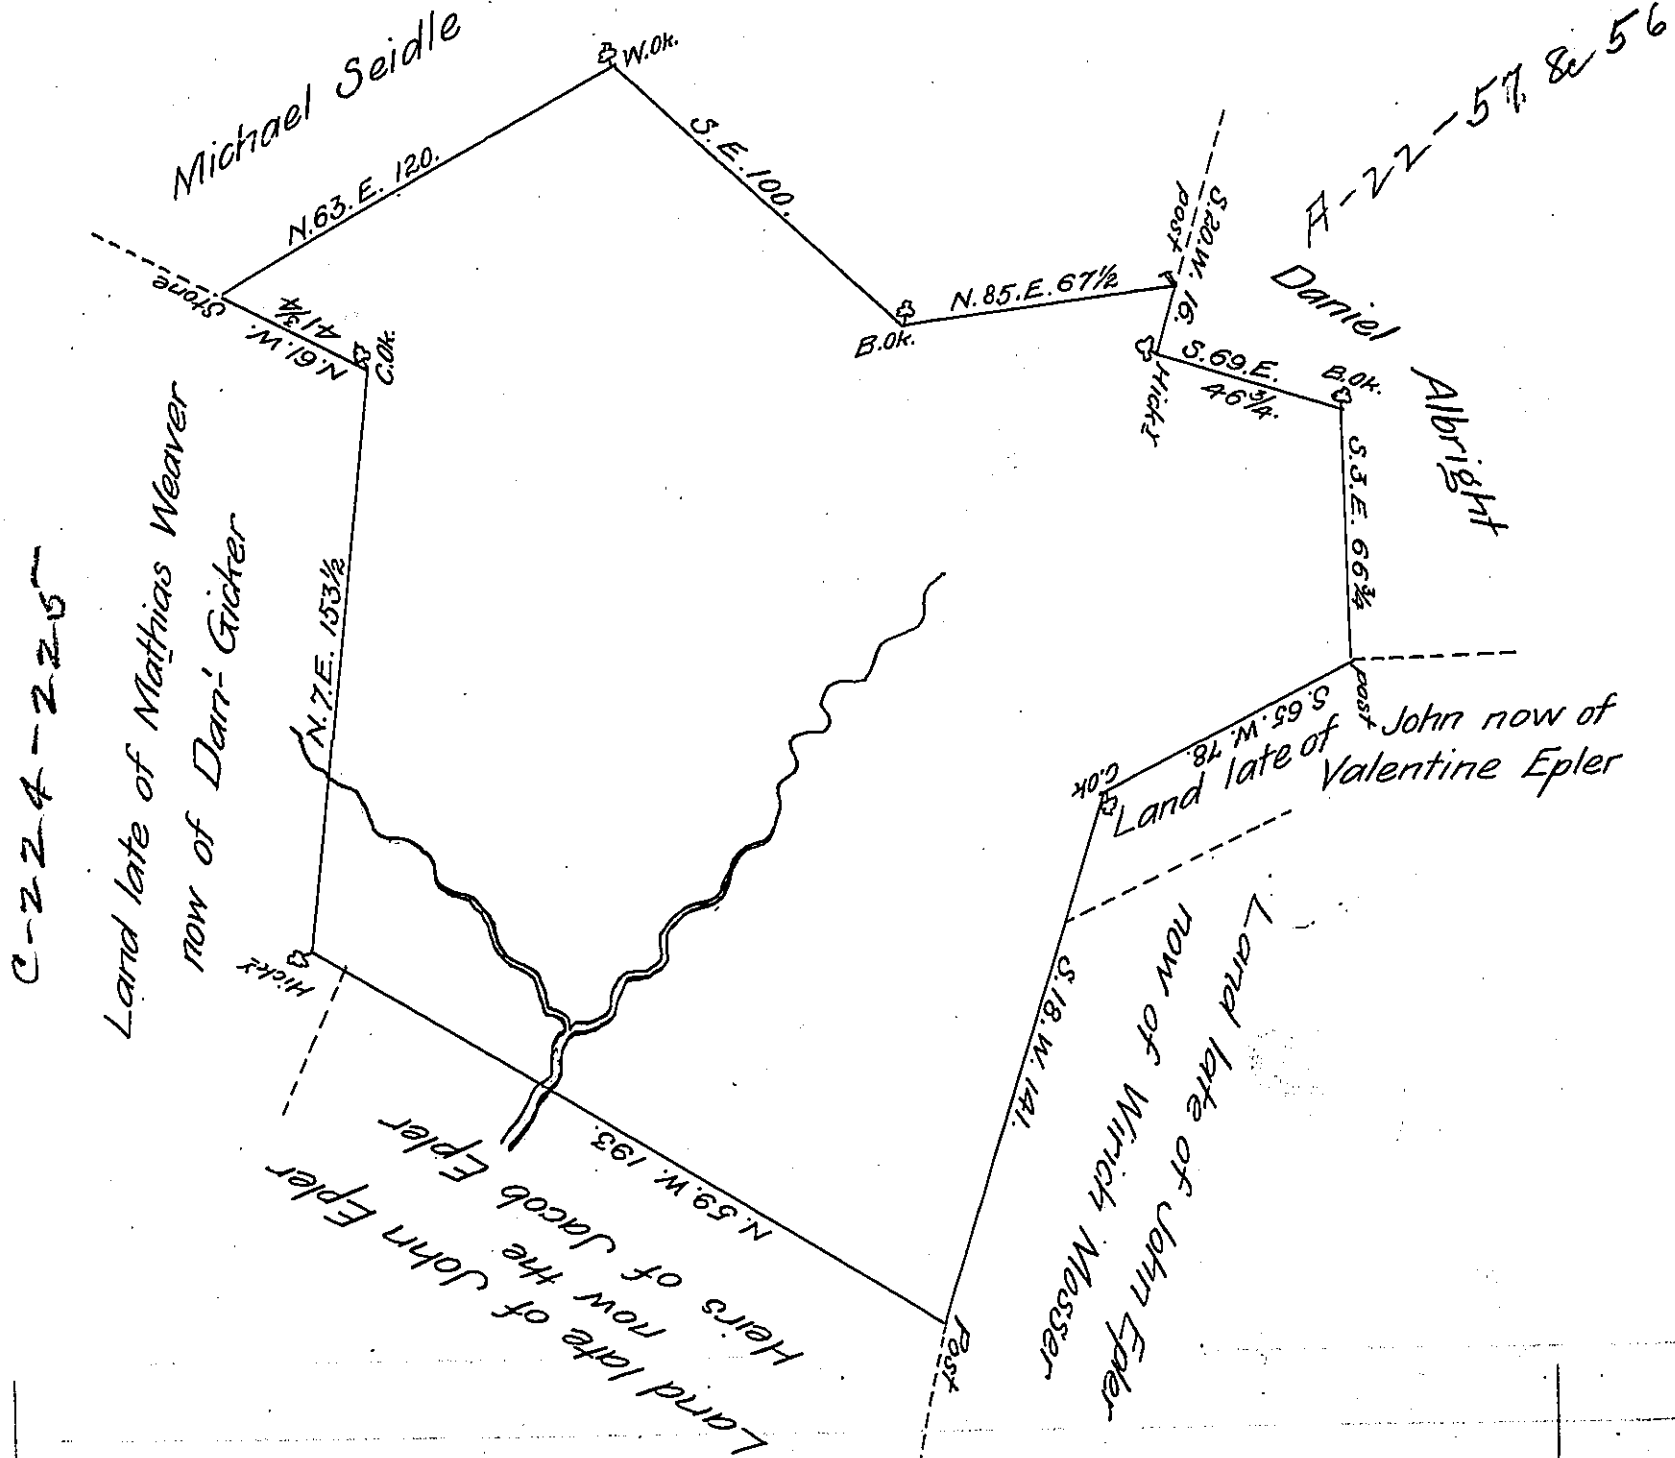 Michael Seidle
W.Ok.
A-22-57 & 56
N.63.E. 120.
S.E. 100.
S.20.W. 16.
post
N.85.E. 67½
B.Ok.
Daniel
Albright
Stone
N.61.W.
41¾
C.Ok.
Hicky
S.69.E.
46¾.
B.Ok.
S.3.E. 66¾
post
C-224-225
Land late of Mathias Weaver
now of Dan¹ Gicker
N.7.E. 153½
Hicky
S.65.W. 78.
C.Ok
Land late of John now of
Valentine Epler
S.18.W. 141.
Land late of John Epler
now of Wirich Mosser
Post
N.59.W. 193.
Land late of John Epler
now the
Heirs of Jacob Epler